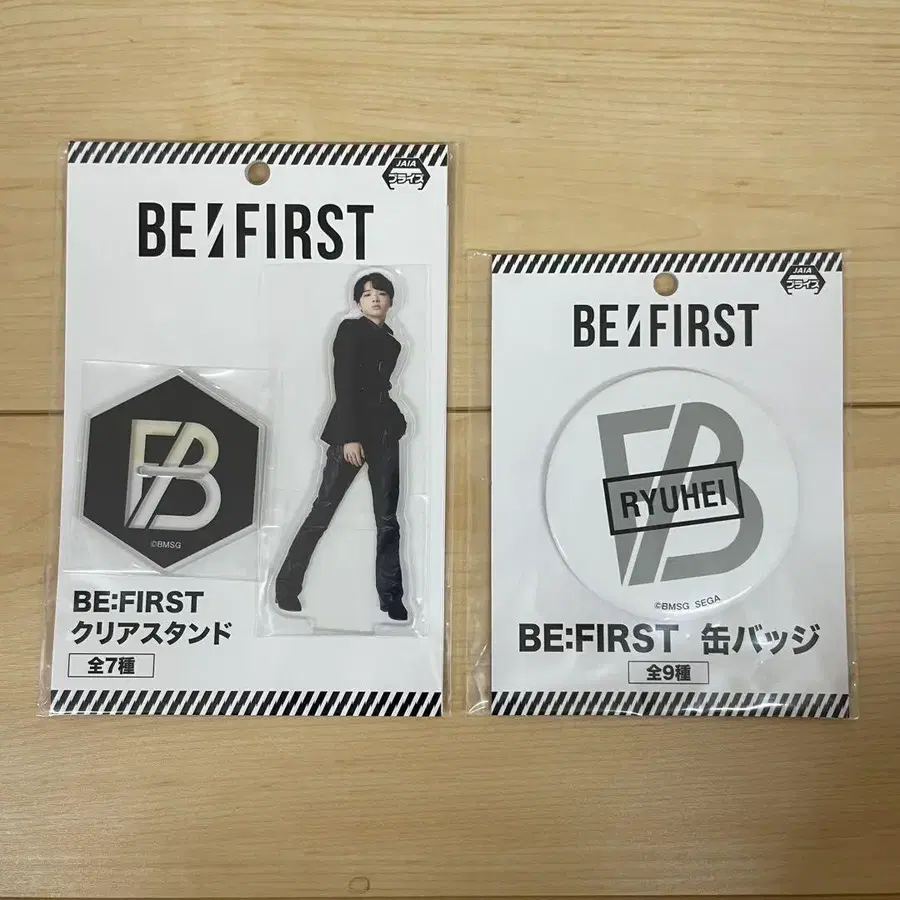 JAIA
プライズ
BE:FIRST
©BMSG
BE:FIRST
クリアスタンド
全7種
JAIA
プライズ
BE:FIRST
RYUHEI
©BMSG SEGA
BE:FIRST 缶バッジ
全9種